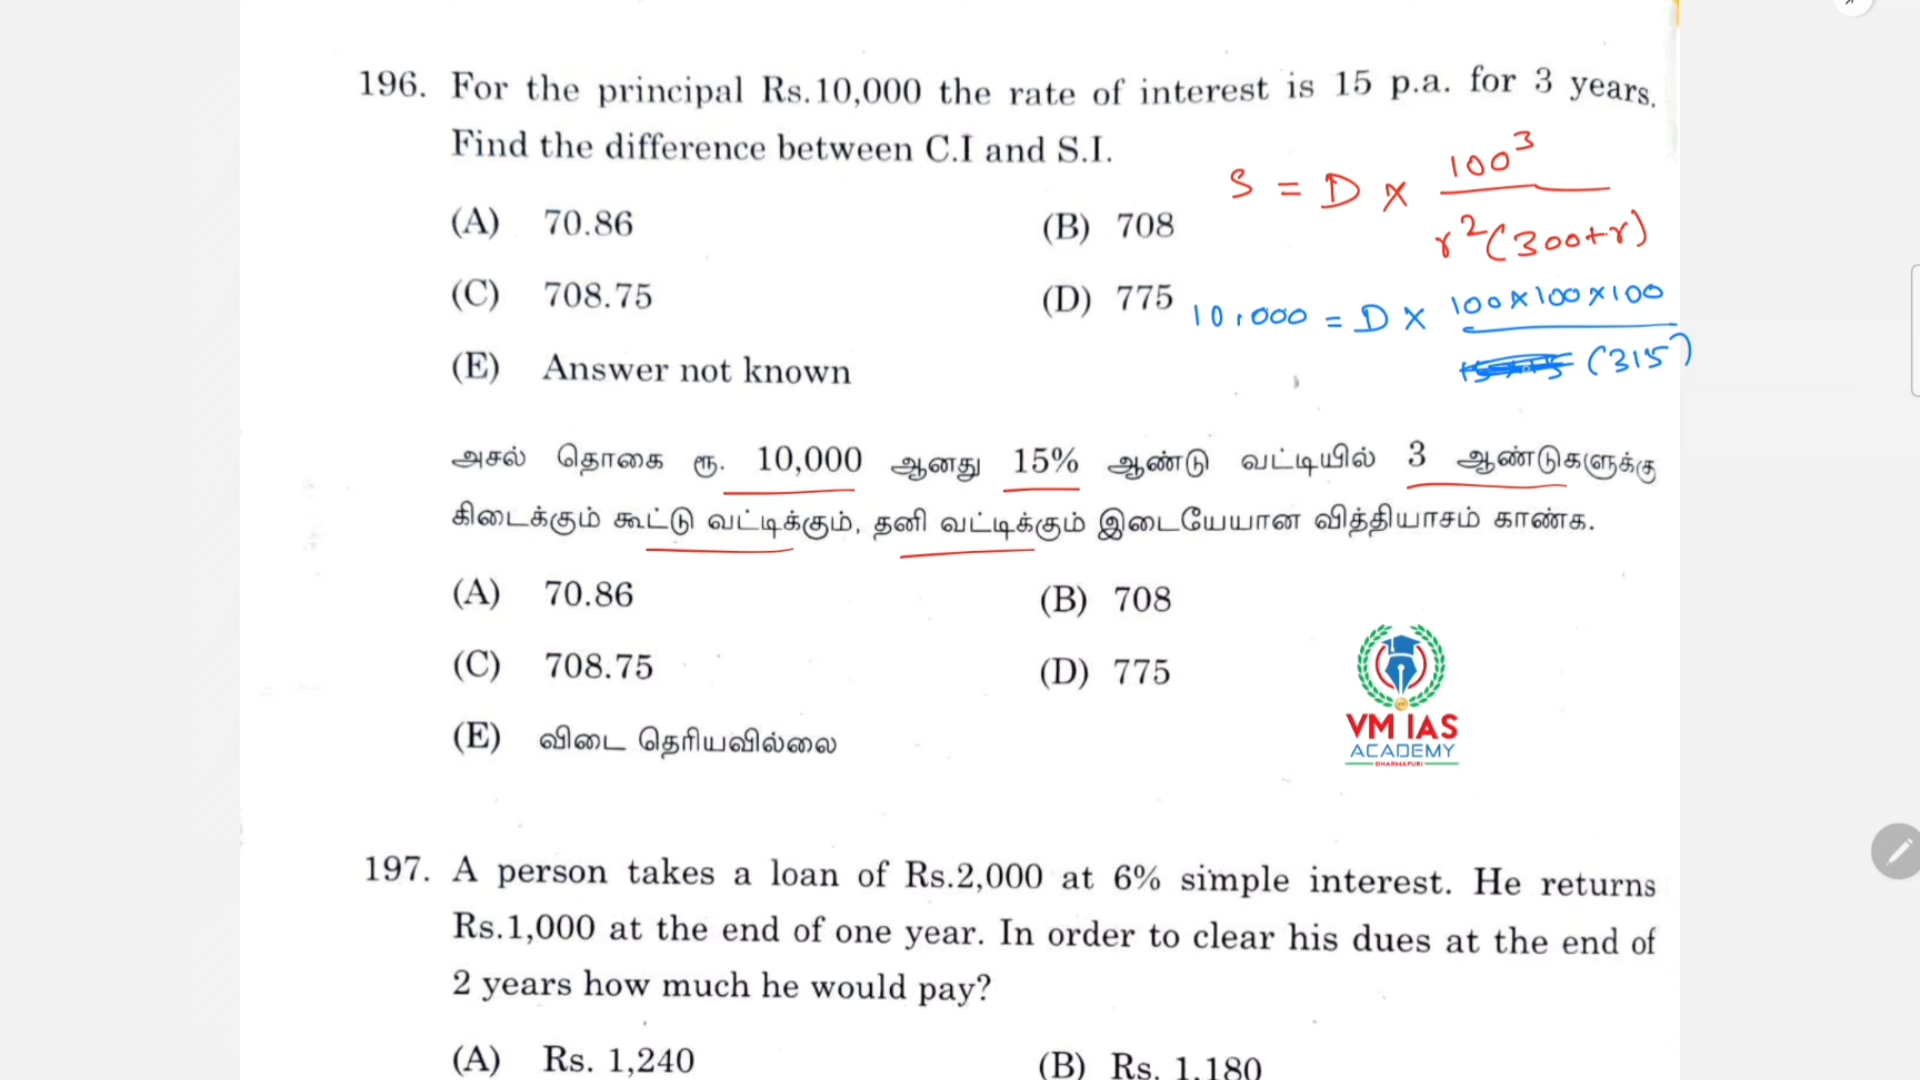 196. For the principal Rs.10,000 the rate of interest is 15 p.a. for 3 years.
Find the difference between C.I and S.I.
(A) 70.86 (B) 708
(C) 708.75 (D) 775
(E) Answer not known
S = D × 100³ / r²(300+r)
10,000 = D × 100×100×100 / (315)
அசல் தொகை ரூ. 10,000 ஆனது 15% ஆண்டு வட்டியில் 3 ஆண்டுகளுக்கு
கிடைக்கும் கூட்டு வட்டிக்கும், தனி வட்டிக்கும் இடையேயான வித்தியாசம் காண்க.
(A) 70.86 (B) 708
(C) 708.75 (D) 775
(E) விடை தெரியவில்லை
VM IAS
ACADEMY
DHARMAPURI
197. A person takes a loan of Rs.2,000 at 6% simple interest. He returns
Rs.1,000 at the end of one year. In order to clear his dues at the end of
2 years how much he would pay?
(A) Rs. 1,240 (B) Rs. 1,180